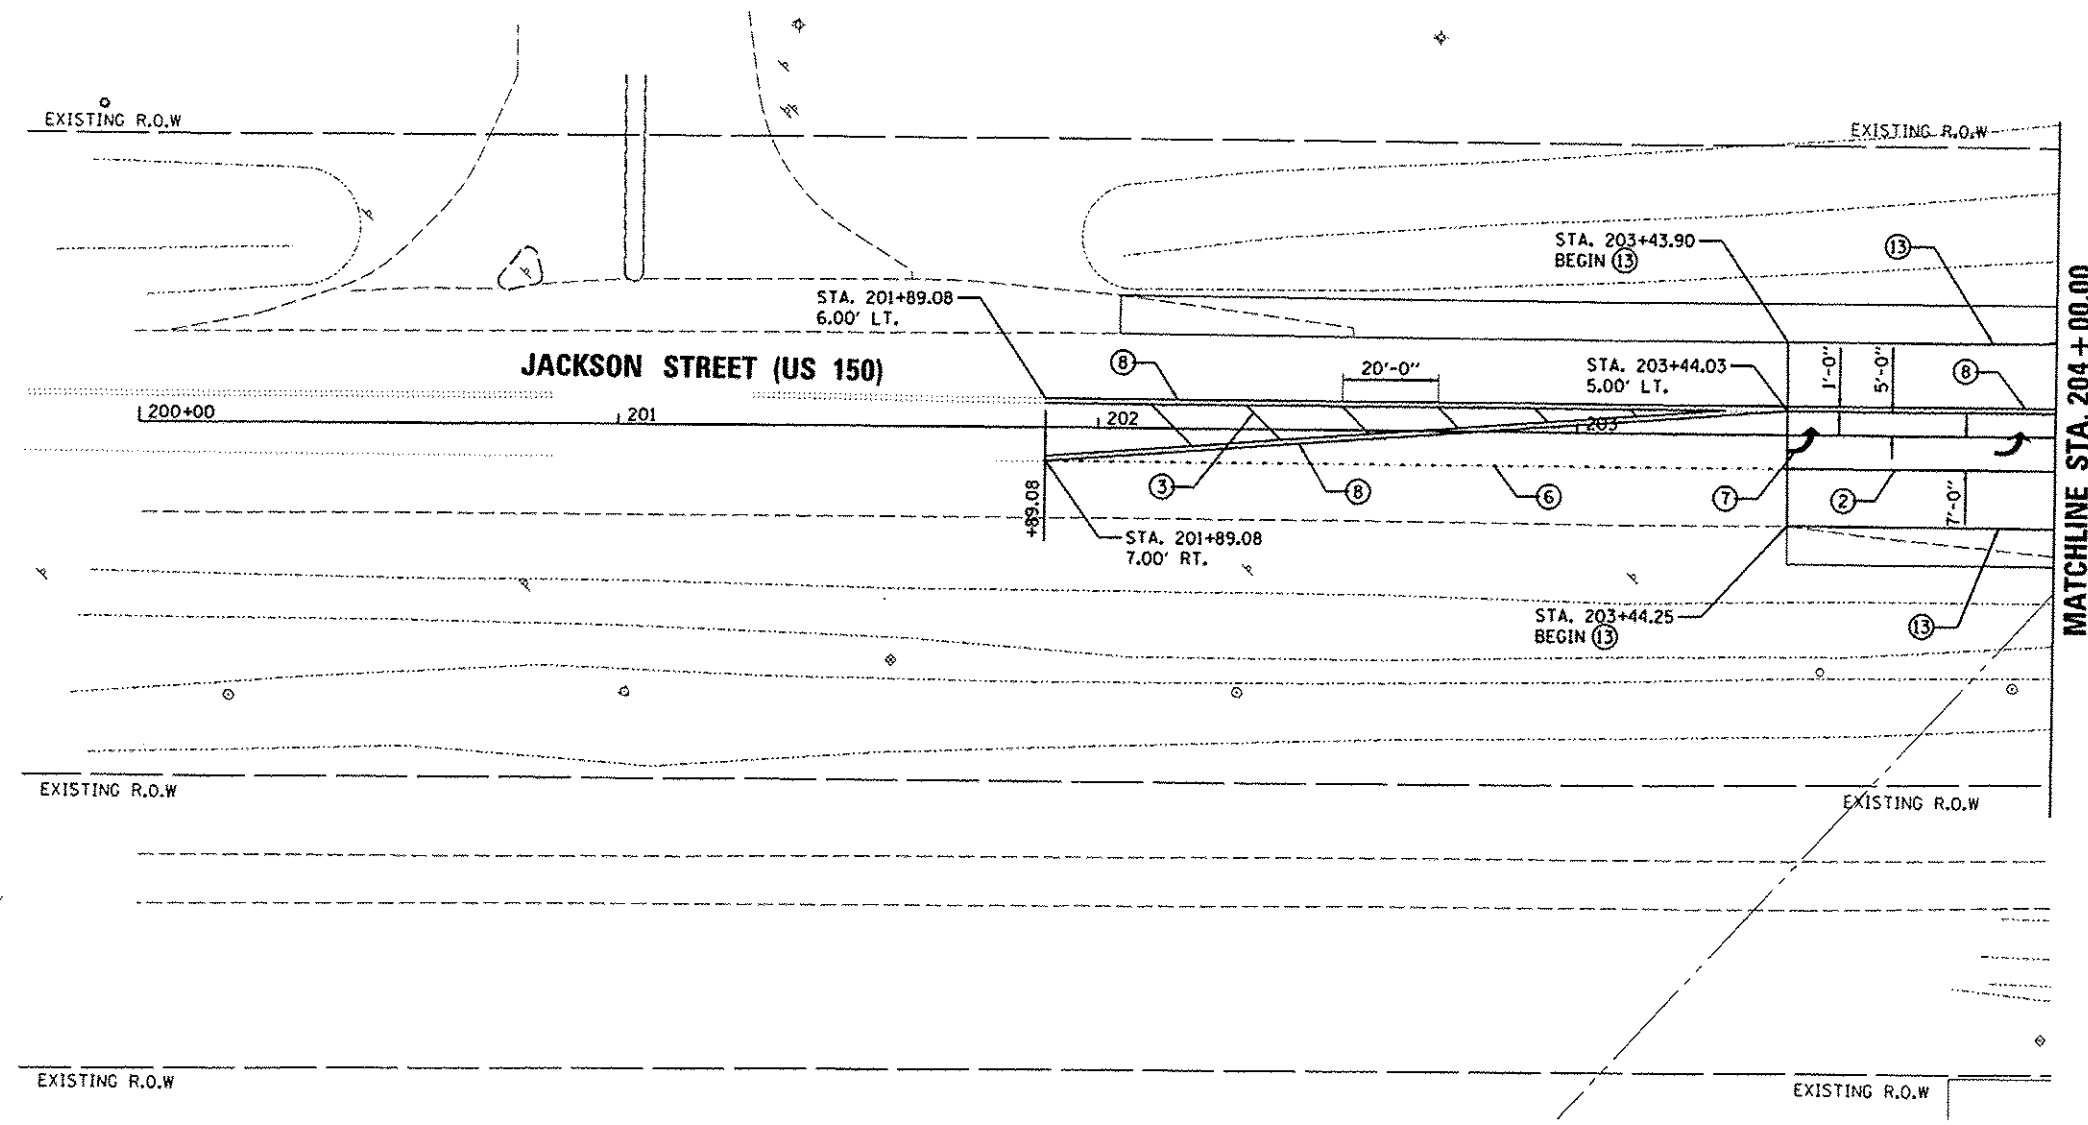 EXISTING R.O.W
EXISTING R.O.W
STA. 203+43.90
BEGIN ⑬
⑬
STA. 201+89.08
6.00' LT.
JACKSON STREET (US 150)
⑧
20'-0"
STA. 203+44.03
5.00' LT.
1'-0"
5'-0"
⑧
200+00
201
202
203
③
⑧
⑥
⑦
②
7'-0"
+89.08
STA. 201+89.08
7.00' RT.
STA. 203+44.25
BEGIN ⑬
⑬
MATCHLINE STA. 204+00.00
EXISTING R.O.W
EXISTING R.O.W
EXISTING R.O.W
EXISTING R.O.W